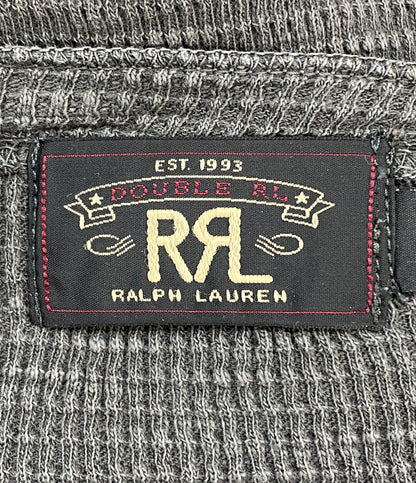 EST. 1993
DOUBLE RL
RRL
RALPH LAUREN